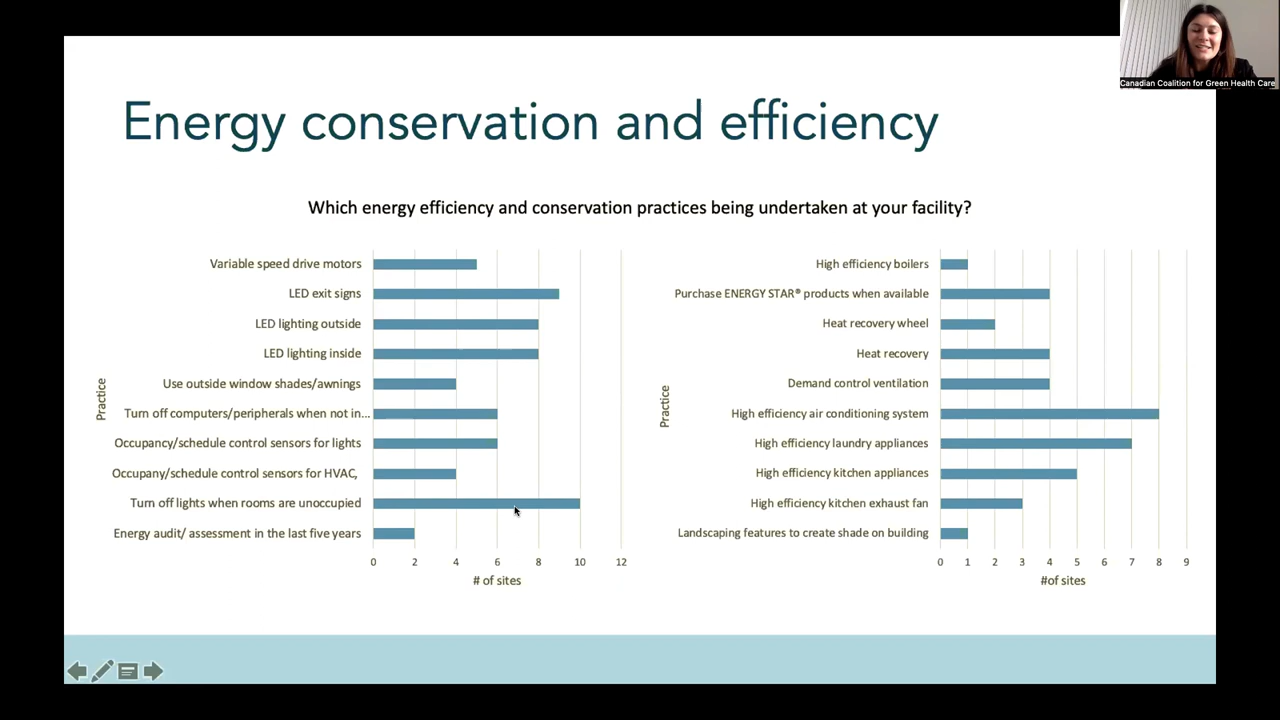 Canadian Coalition for Green Health Care
Energy conservation and efficiency
Which energy efficiency and conservation practices being undertaken at your facility?
Practice
Variable speed drive motors
LED exit signs
LED lighting outside
LED lighting inside
Use outside window shades/awnings
Turn off computers/peripherals when not in...
Occupancy/schedule control sensors for lights
Occupany/schedule control sensors for HVAC,
Turn off lights when rooms are unoccupied
Energy audit/ assessment in the last five years
0 2 4 6 8 10 12
# of sites
Practice
High efficiency boilers
Purchase ENERGY STAR® products when available
Heat recovery wheel
Heat recovery
Demand control ventilation
High efficiency air conditioning system
High efficiency laundry appliances
High efficiency kitchen appliances
High efficiency kitchen exhaust fan
Landscaping features to create shade on building
0 1 2 3 4 5 6 7 8 9
#of sites